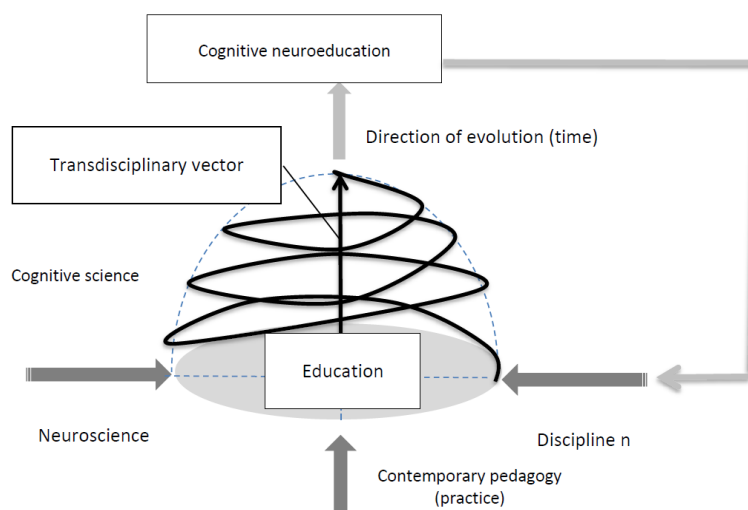 Cognitive neuroeducation
Direction of evolution (time)
Transdisciplinary vector
Cognitive science
Education
Neuroscience
Discipline n
Contemporary pedagogy
(practice)